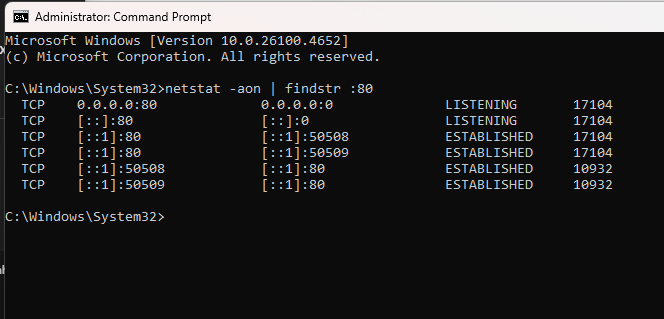 Administrator: Command Prompt
Microsoft Windows [Version 10.0.26100.4652]
(c) Microsoft Corporation. All rights reserved.
C:\Windows\System32>netstat -aon | findstr :80
TCP 0.0.0.0:80 0.0.0.0:0 LISTENING 17104
TCP [::]:80 [::]:0 LISTENING 17104
TCP [::1]:80 [::1]:50508 ESTABLISHED 17104
TCP [::1]:80 [::1]:50509 ESTABLISHED 17104
TCP [::1]:50508 [::1]:80 ESTABLISHED 10932
TCP [::1]:50509 [::1]:80 ESTABLISHED 10932
C:\Windows\System32>